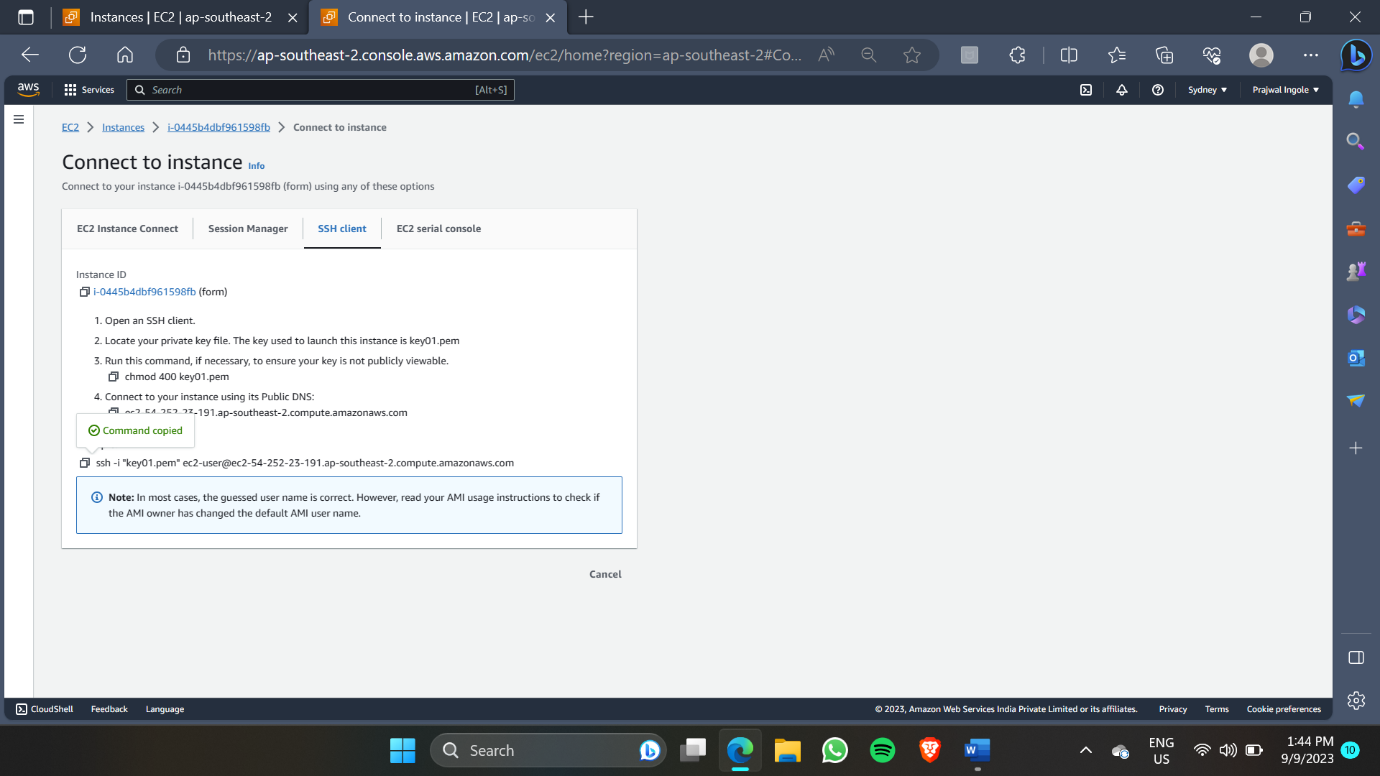 Instances | EC2 | ap-southeast-2
Connect to instance | EC2 | ap-so
https://ap-southeast-2.console.aws.amazon.com/ec2/home?region=ap-southeast-2#Co...
aws
Services
Search
[Alt+S]
Sydney
Prajwal Ingole
EC2 > Instances > i-0445b4dbf961598fb > Connect to instance
Connect to instance Info
Connect to your instance i-0445b4dbf961598fb (form) using any of these options
EC2 Instance Connect
Session Manager
SSH client
EC2 serial console
Instance ID
i-0445b4dbf961598fb (form)
1. Open an SSH client.
2. Locate your private key file. The key used to launch this instance is key01.pem
3. Run this command, if necessary, to ensure your key is not publicly viewable.
chmod 400 key01.pem
4. Connect to your instance using its Public DNS:
ec2-54-252-23-191.ap-southeast-2.compute.amazonaws.com
Command copied
ssh -i "key01.pem" ec2-user@ec2-54-252-23-191.ap-southeast-2.compute.amazonaws.com
Note: In most cases, the guessed user name is correct. However, read your AMI usage instructions to check if
the AMI owner has changed the default AMI user name.
Cancel
CloudShell
Feedback
Language
© 2023, Amazon Web Services India Private Limited or its affiliates.
Privacy
Terms
Cookie preferences
Search
ENG
US
1:44 PM
9/9/2023
10